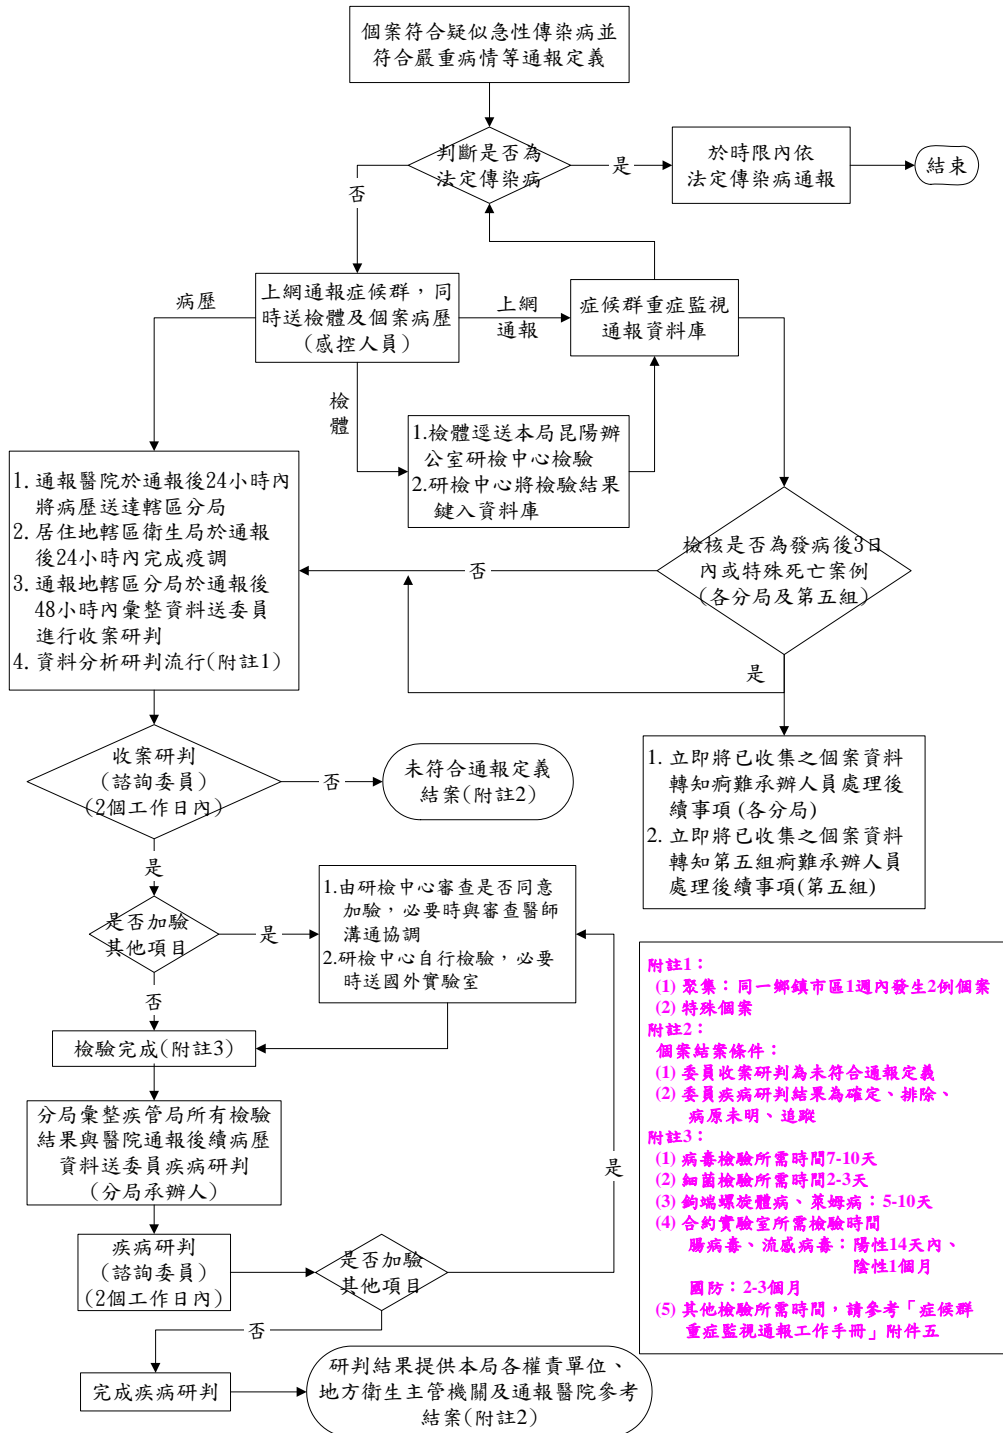 個案符合疑似急性傳染病並
符合嚴重病情等通報定義
判斷是否為
法定傳染病
是
於時限內依
法定傳染病通報
結束
否
病歷
上網通報症候群，同
時送檢體及個案病歷
(感控人員)
上網
通報
症候群重症監視
通報資料庫
檢
體
1.檢體逕送本局昆陽辦
公室研檢中心檢驗
2.研檢中心將檢驗結果
鍵入資料庫
1. 通報醫院於通報後24小時內
將病歷送達轄區分局
2. 居住地轄區衛生局於通報
後24小時內完成疫調
3. 通報地轄區分局於通報後
48小時內彙整資料送委員
進行收案研判
4. 資料分析研判流行(附註1)
否
檢核是否為發病後3日
內或特殊死亡案例
(各分局及第五組)
是
1. 立即將已收集之個案資料
轉知痾難承辦人員處理後
續事項(各分局)
2. 立即將已收集之個案資料
轉知第五組痾難承辦人員
處理後續事項(第五組)
收案研判
(諮詢委員)
(2個工作日內)
否
未符合通報定義
結案(附註2)
是
是否加驗
其他項目
是
1.由研檢中心審查是否同意
加驗，必要時與審查醫師
溝通協調
2.研檢中心自行檢驗，必要
時送國外實驗室
否
檢驗完成(附註3)
分局彙整疾管局所有檢驗
結果與醫院通報後續病歷
資料送委員疾病研判
(分局承辦人)
是
疾病研判
(諮詢委員)
(2個工作日內)
是否加驗
其他項目
否
完成疾病研判
研判結果提供本局各權責單位、
地方衛生主管機關及通報醫院參考
結案(附註2)
附註1：
(1) 聚集：同一鄉鎮市區1週內發生2例個案
(2) 特殊個案
附註2：
個案結案條件：
(1) 委員收案研判為未符合通報定義
(2) 委員疾病研判結果為確定、排除、
病原未明、追蹤
附註3：
(1) 病毒檢驗所需時間7-10天
(2) 細菌檢驗所需時間2-3天
(3) 鉤端螺旋體病、萊姆病：5-10天
(4) 合約實驗室所需檢驗時間
腸病毒、流感病毒：陽性14天內、
陰性1個月
國防：2-3個月
(5) 其他檢驗所需時間，請參考「症候群
重症監視通報工作手冊」附件五